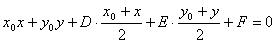 x₀x + y₀y + D · (x₀ + x)/2 + E · (y₀ + y)/2 + F = 0